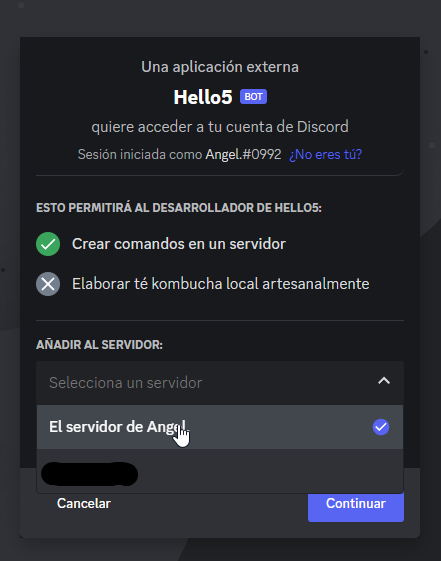 Una aplicación externa
Hello5 BOT
quiere acceder a tu cuenta de Discord
Sesión iniciada como Angel.#0992 ¿No eres tú?
ESTO PERMITIRÁ AL DESARROLLADOR DE HELLO5:
Crear comandos en un servidor
Elaborar té kombucha local artesanalmente
AÑADIR AL SERVIDOR:
Selecciona un servidor
El servidor de Angel
Cancelar Continuar